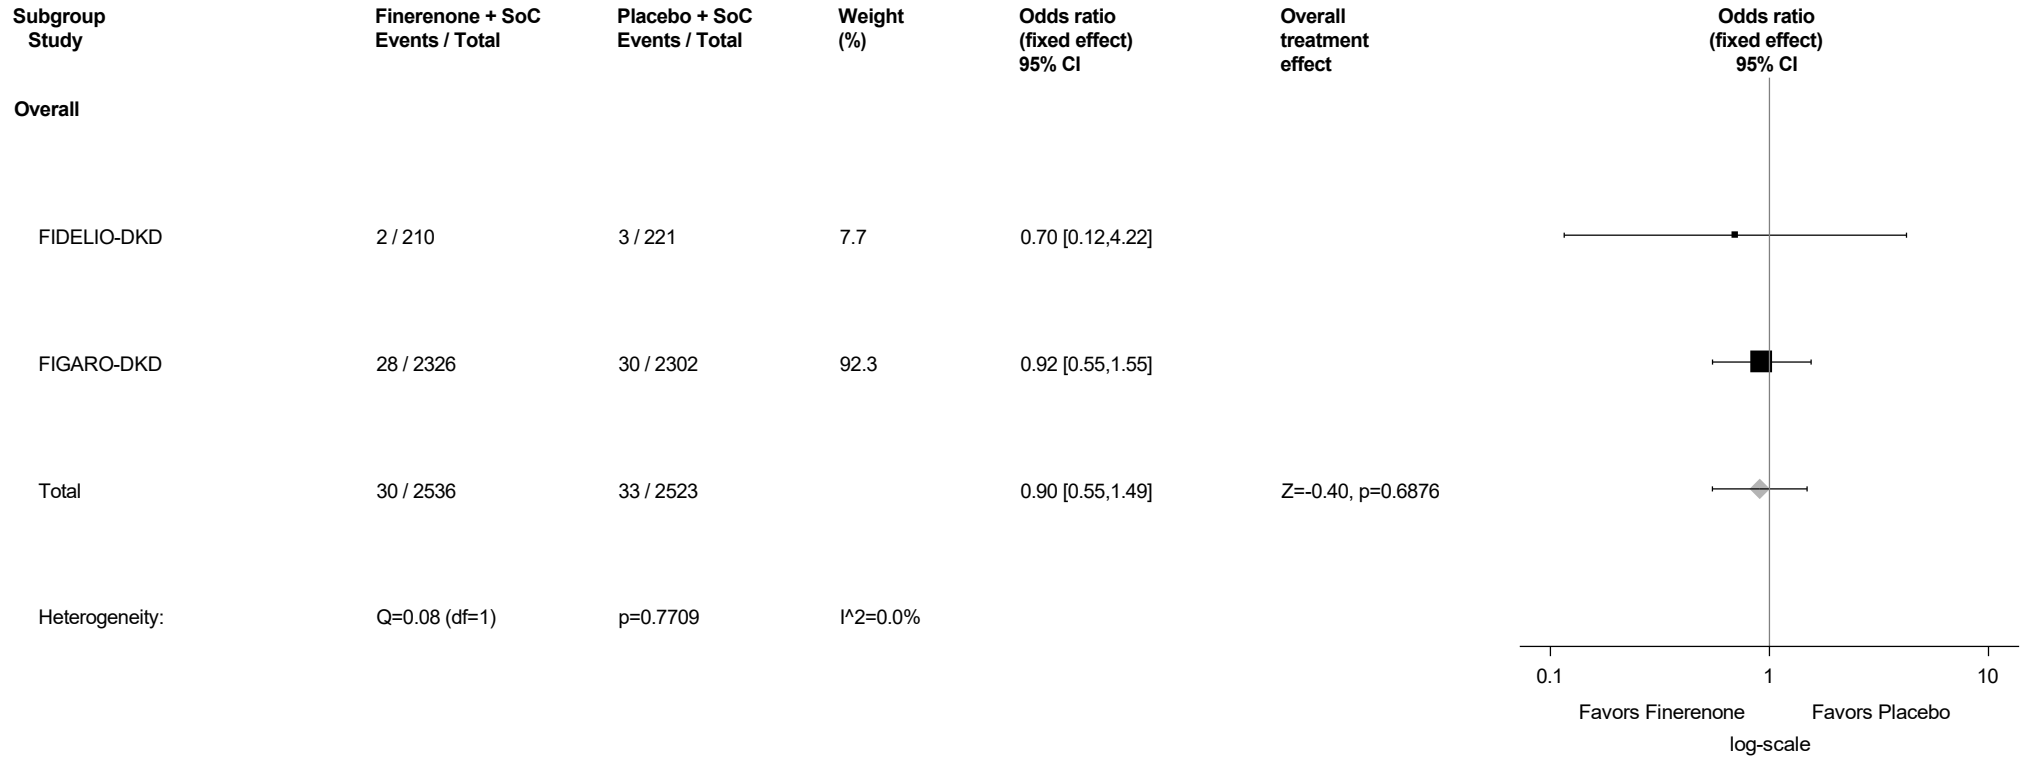 Subgroup Finerenone + SoC Placebo + SoC Weight Odds ratio Overall Odds ratio
Study Events / Total Events / Total (%) (fixed effect) treatment (fixed effect)
95% CI effect 95% CI
Overall
FIDELIO-DKD 2 / 210 3 / 221 7.7 0.70 [0.12,4.22]
FIGARO-DKD 28 / 2326 30 / 2302 92.3 0.92 [0.55,1.55]
Total 30 / 2536 33 / 2523 0.90 [0.55,1.49] Z=-0.40, p=0.6876
Heterogeneity: Q=0.08 (df=1) p=0.7709 I^2=0.0%
0.1 1 10
Favors Finerenone Favors Placebo
log-scale